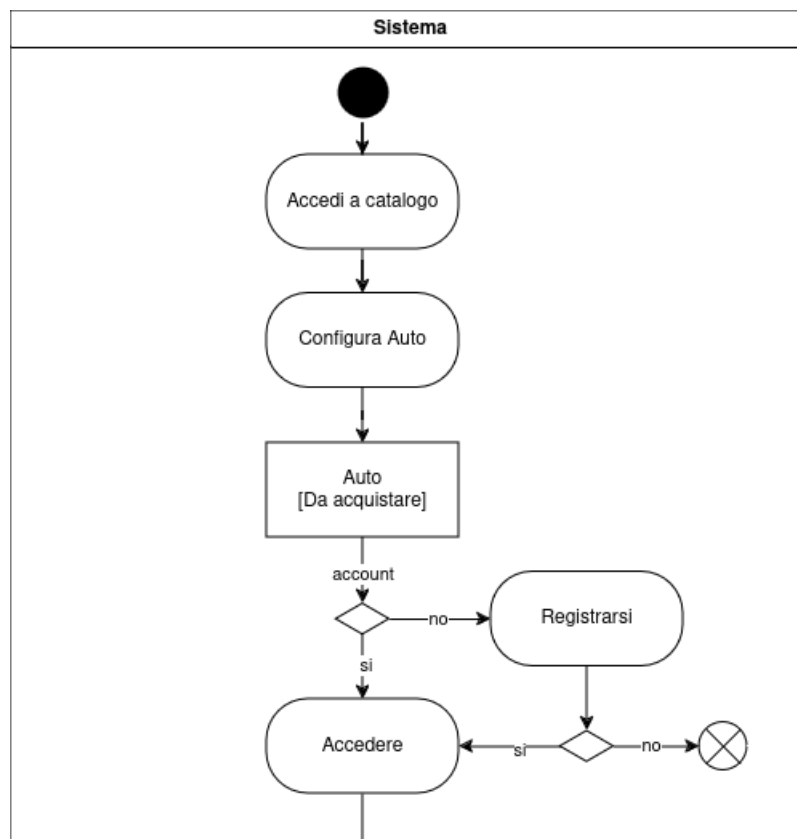 Sistema
Accedi a catalogo
Configura Auto
Auto
[Da acquistare]
account
no
Registrarsi
si
Accedere
si
no